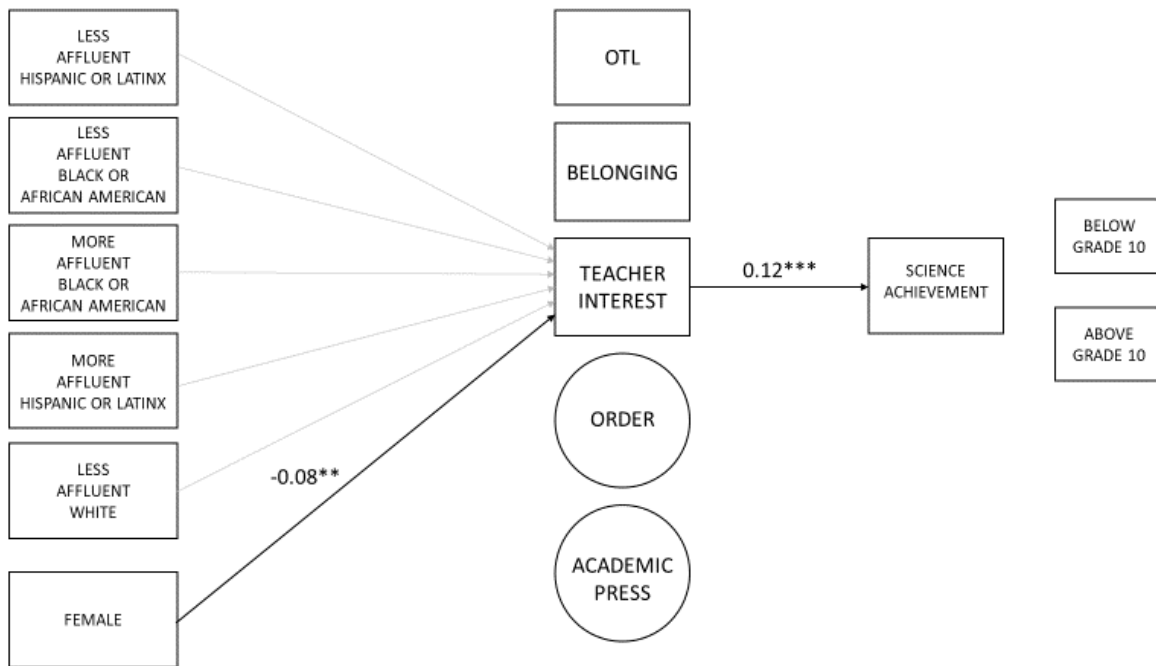 LESS
AFFLUENT
HISPANIC OR LATINX
LESS
AFFLUENT
BLACK OR
AFRICAN AMERICAN
MORE
AFFLUENT
BLACK OR
AFRICAN AMERICAN
MORE
AFFLUENT
HISPANIC OR LATINX
LESS
AFFLUENT
WHITE
FEMALE
-0.08**
OTL
BELONGING
TEACHER
INTEREST
ORDER
ACADEMIC
PRESS
0.12***
SCIENCE
ACHIEVEMENT
BELOW
GRADE 10
ABOVE
GRADE 10